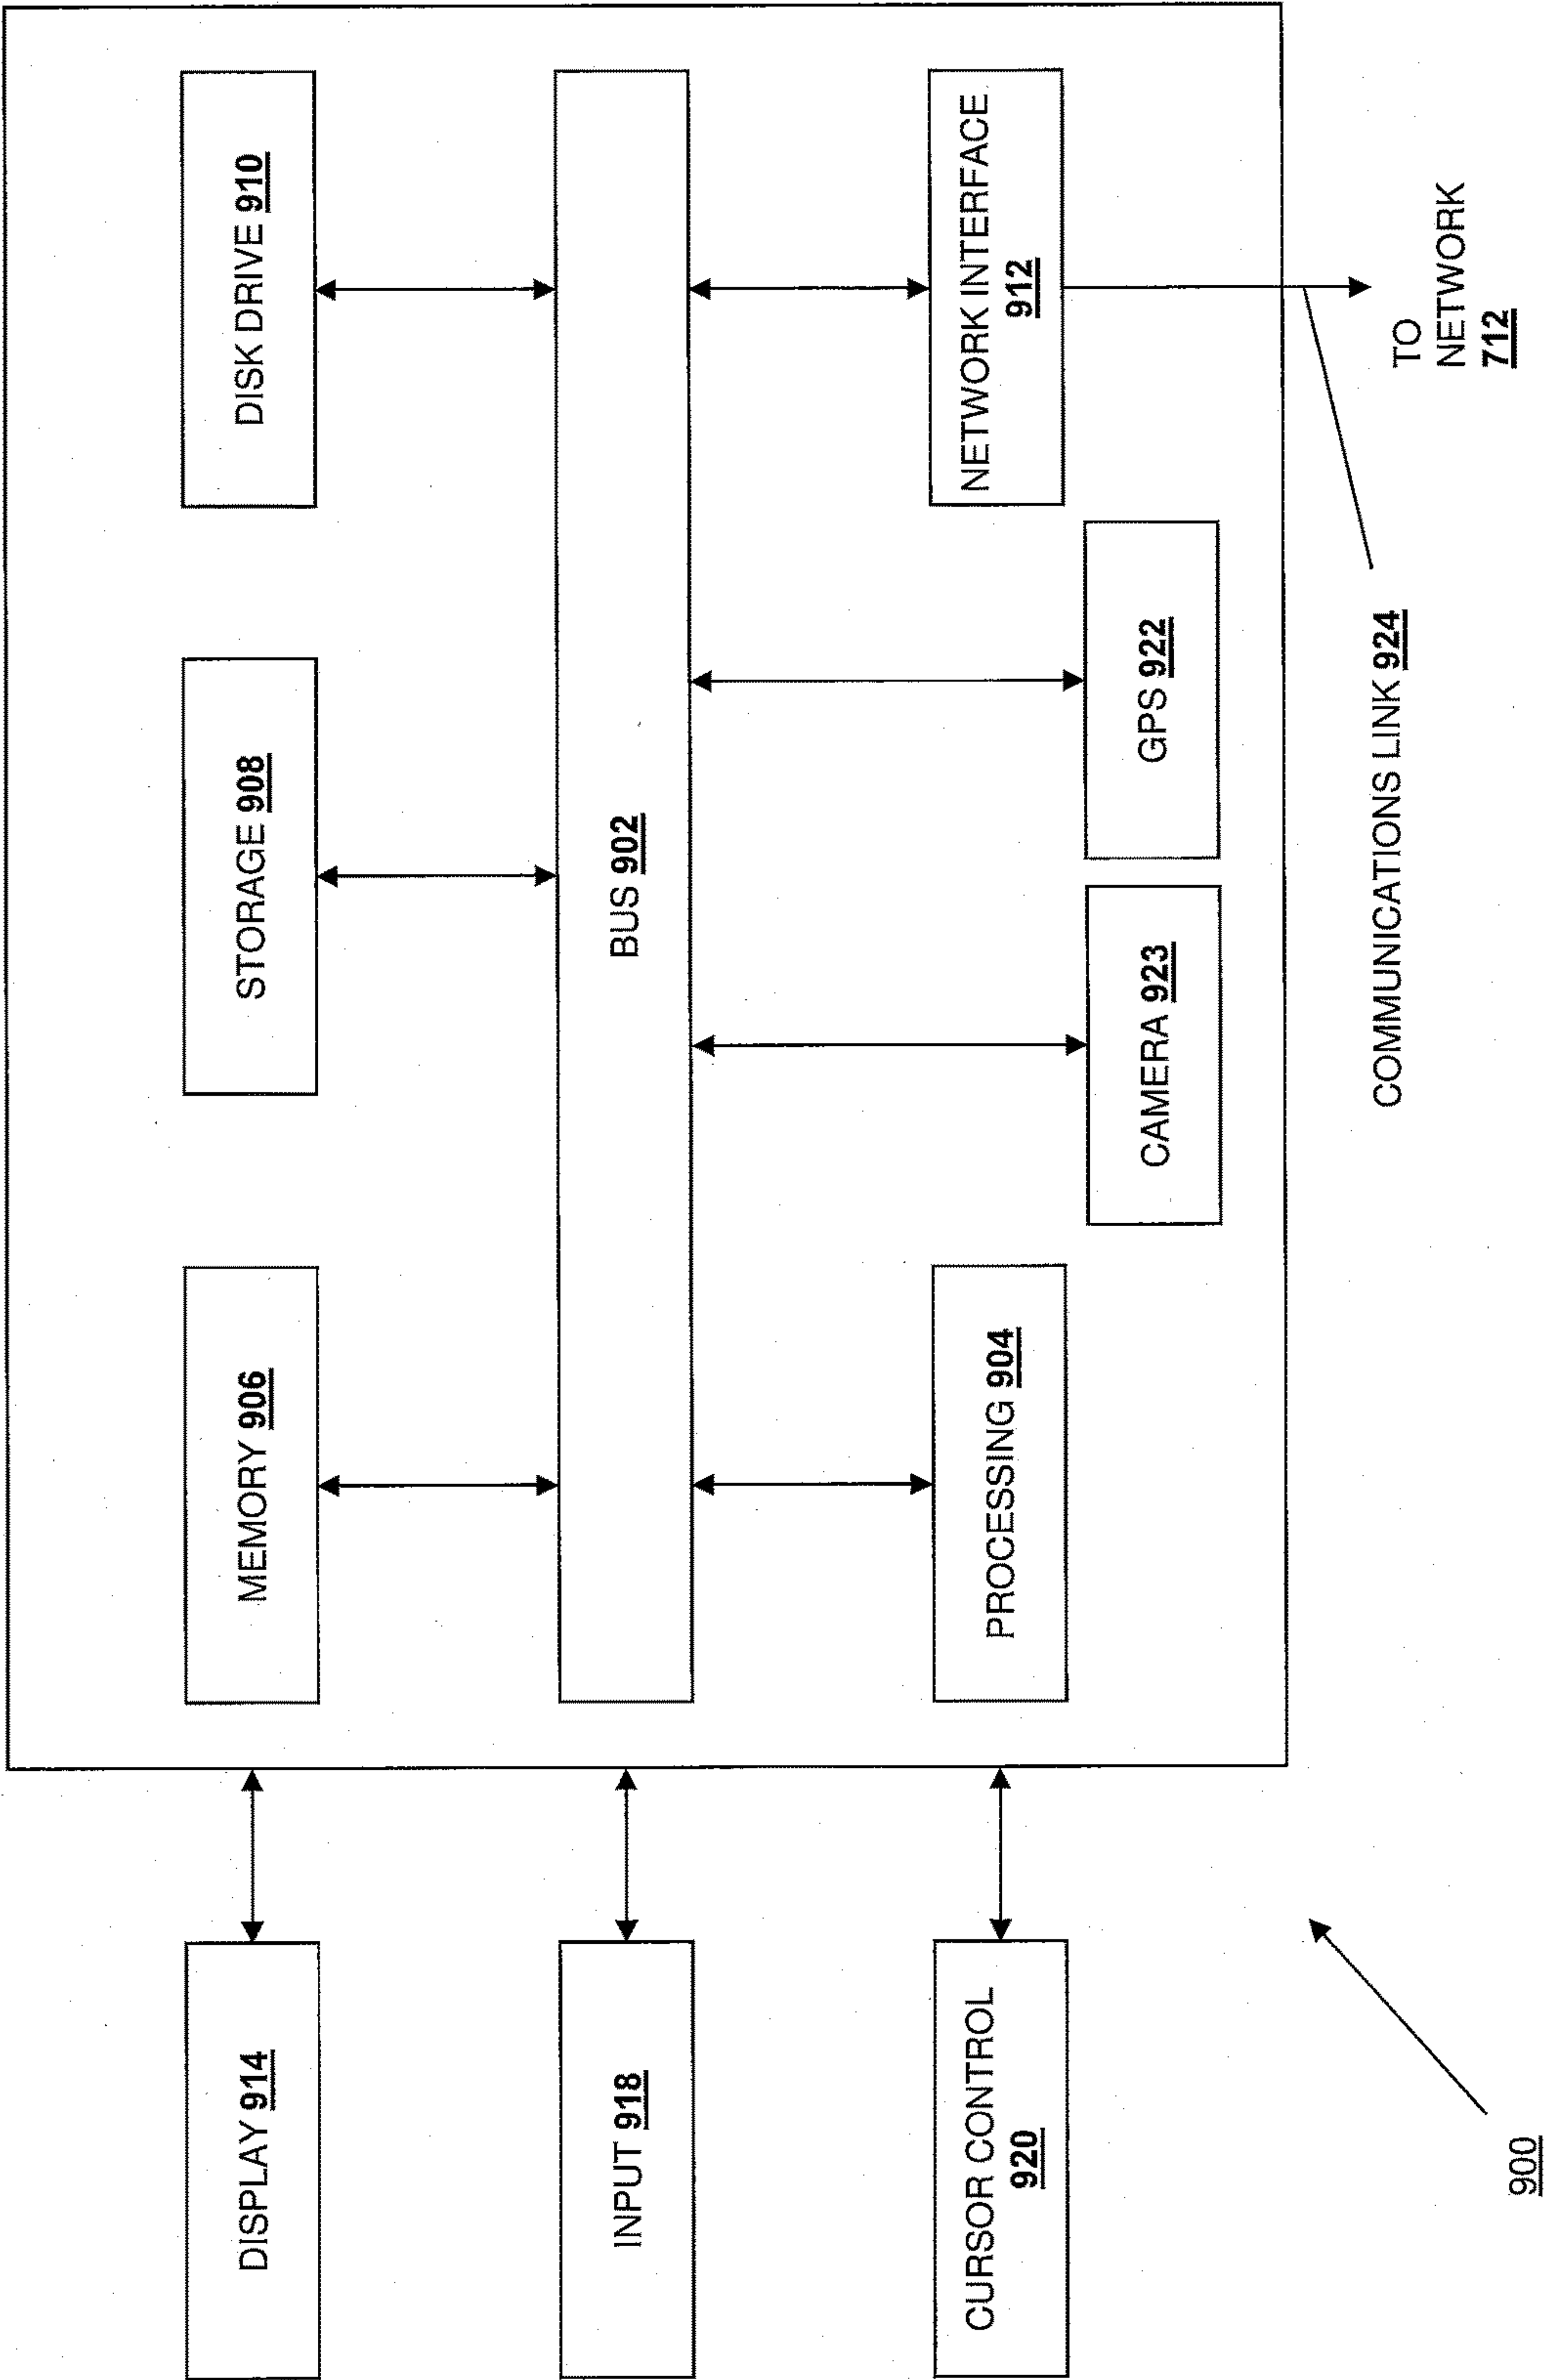 DISPLAY 914
MEMORY 906
STORAGE 908
DISK DRIVE 910
INPUT 918
BUS 902
CURSOR CONTROL
920
PROCESSING 904
CAMERA 923
GPS 922
NETWORK INTERFACE
912
COMMUNICATIONS LINK 924
TO
NETWORK
712
900